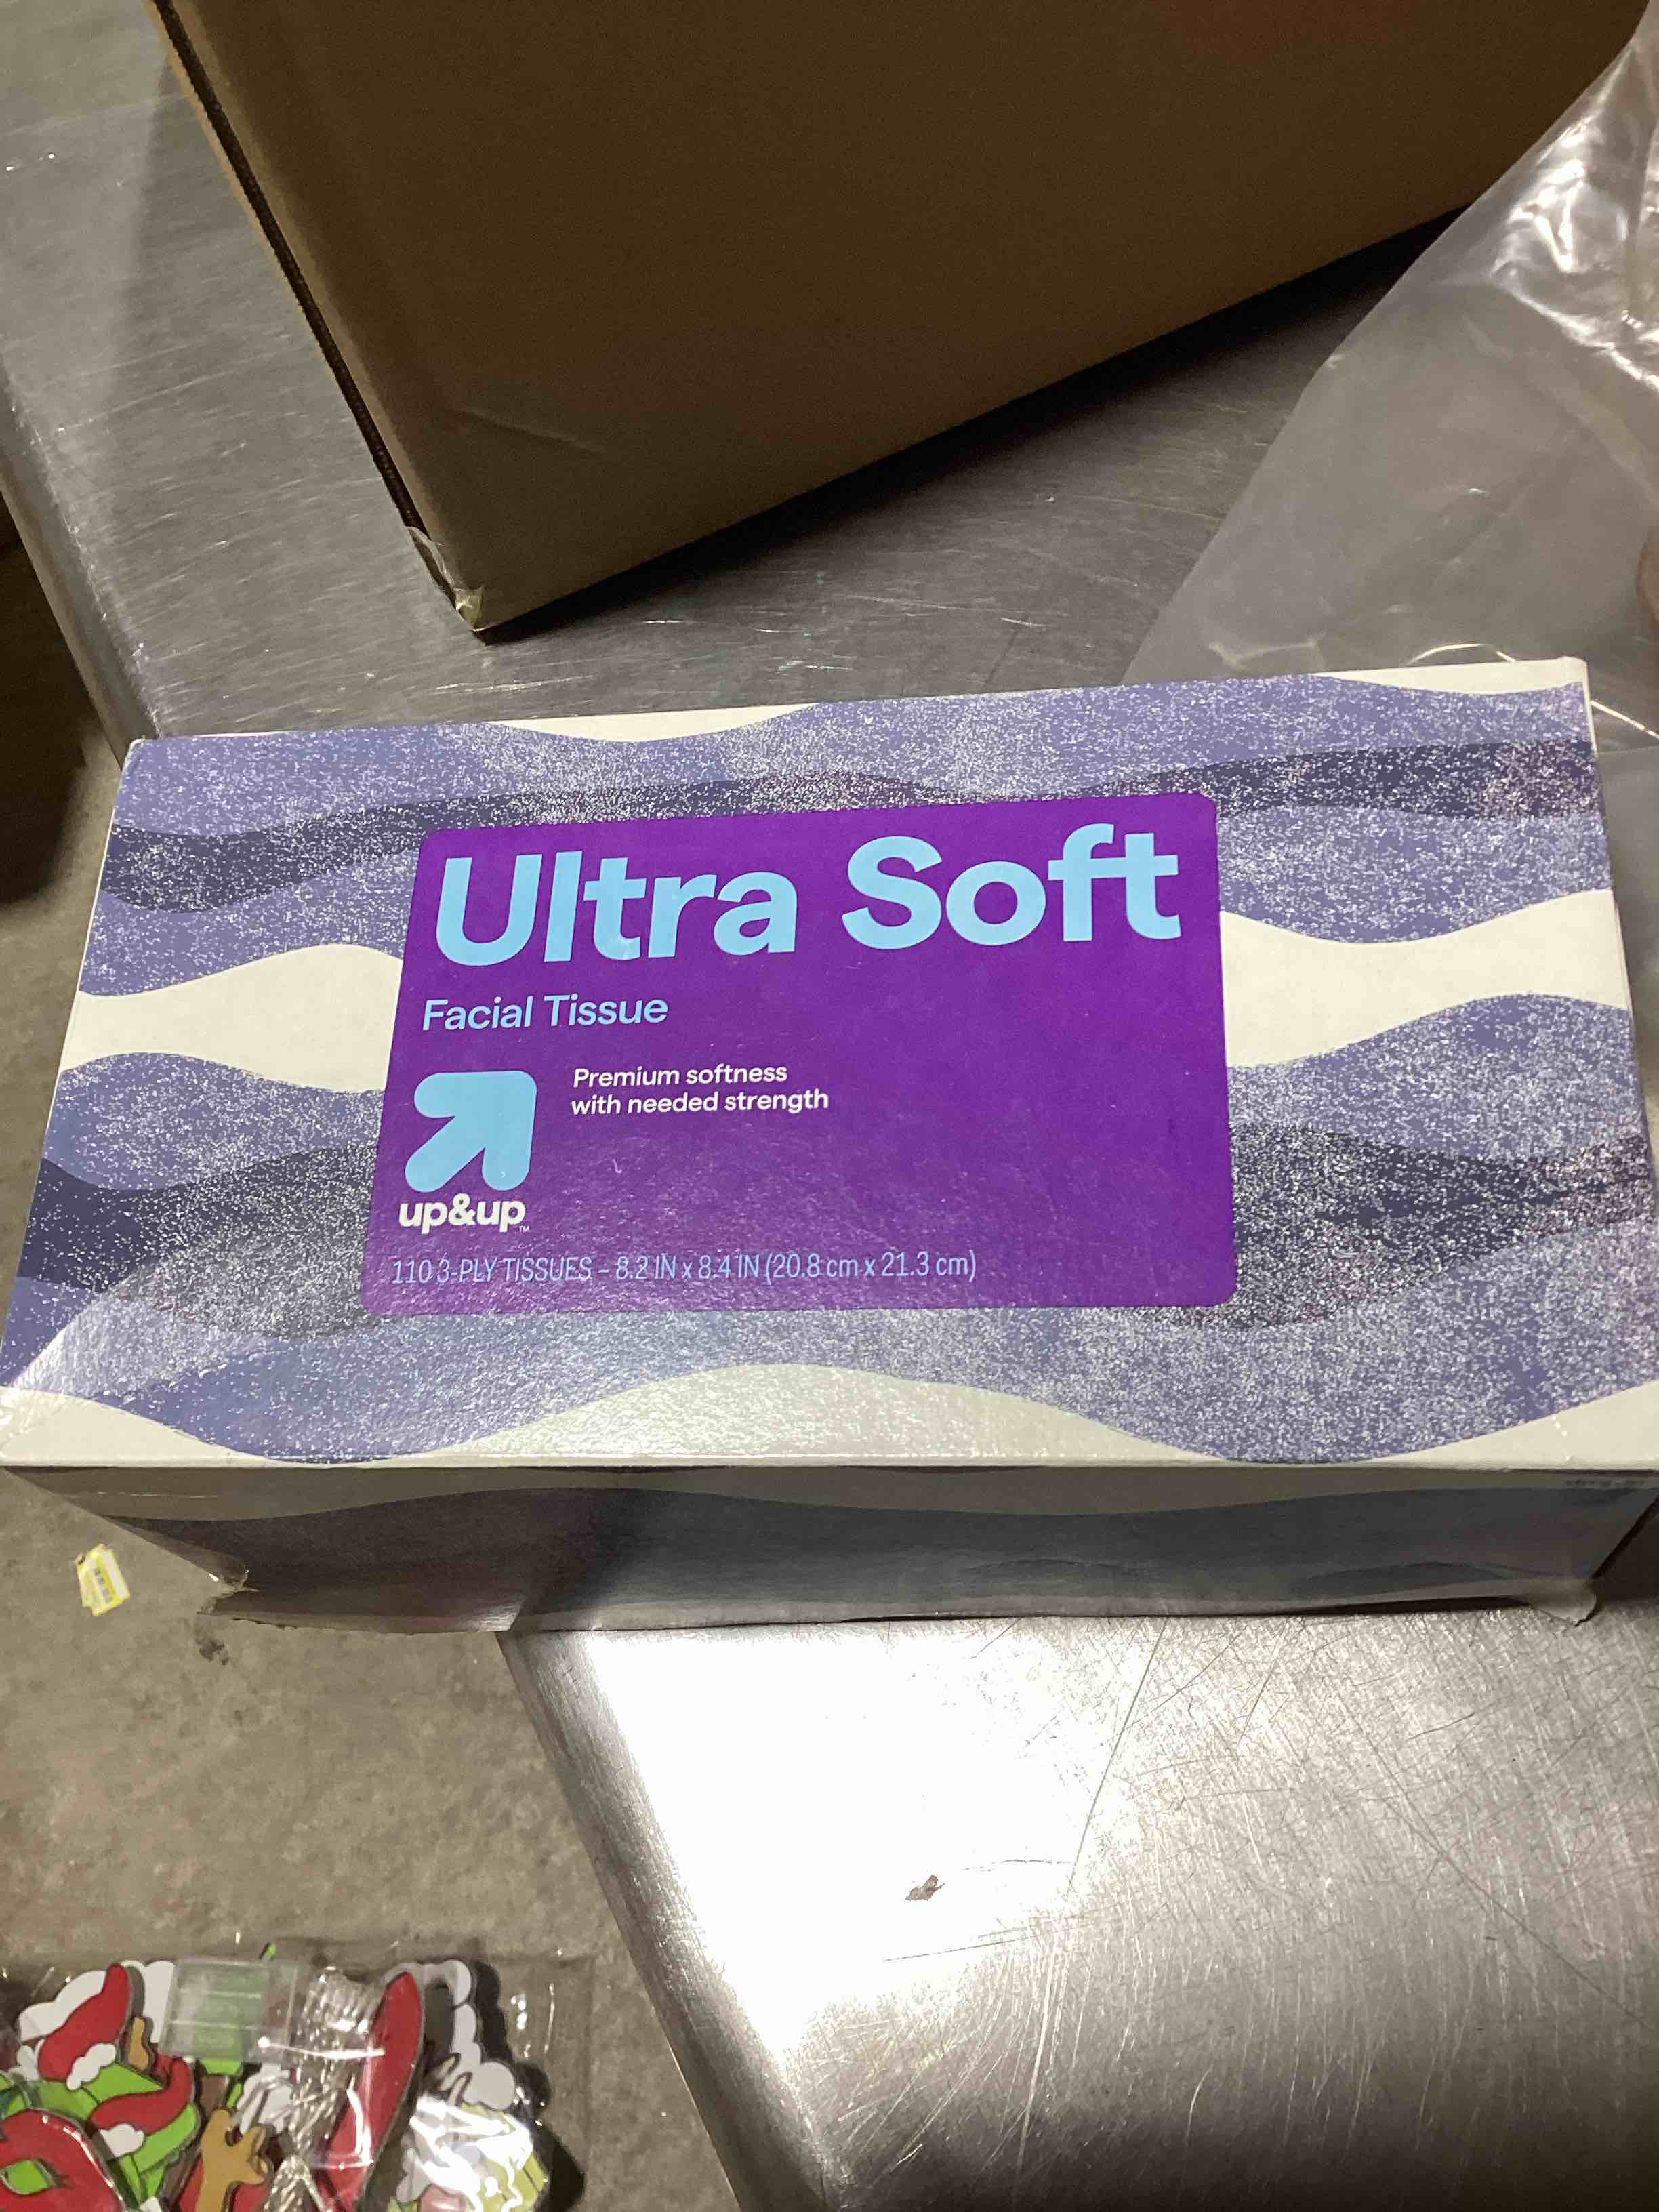 Ultra Soft
Facial Tissue
Premium softness
with needed strength
up&up™
110 3-PLY TISSUES – 8.2 IN x 8.4 IN (20.8 cm x 21.3 cm)